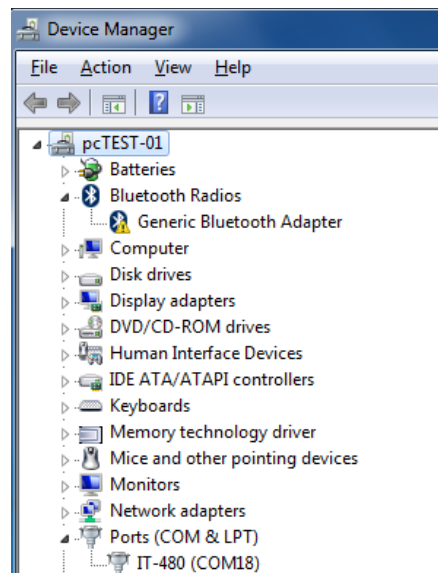 Device Manager
File Action View Help
pcTEST-01
Batteries
Bluetooth Radios
Generic Bluetooth Adapter
Computer
Disk drives
Display adapters
DVD/CD-ROM drives
Human Interface Devices
IDE ATA/ATAPI controllers
Keyboards
Memory technology driver
Mice and other pointing devices
Monitors
Network adapters
Ports (COM & LPT)
IT-480 (COM18)